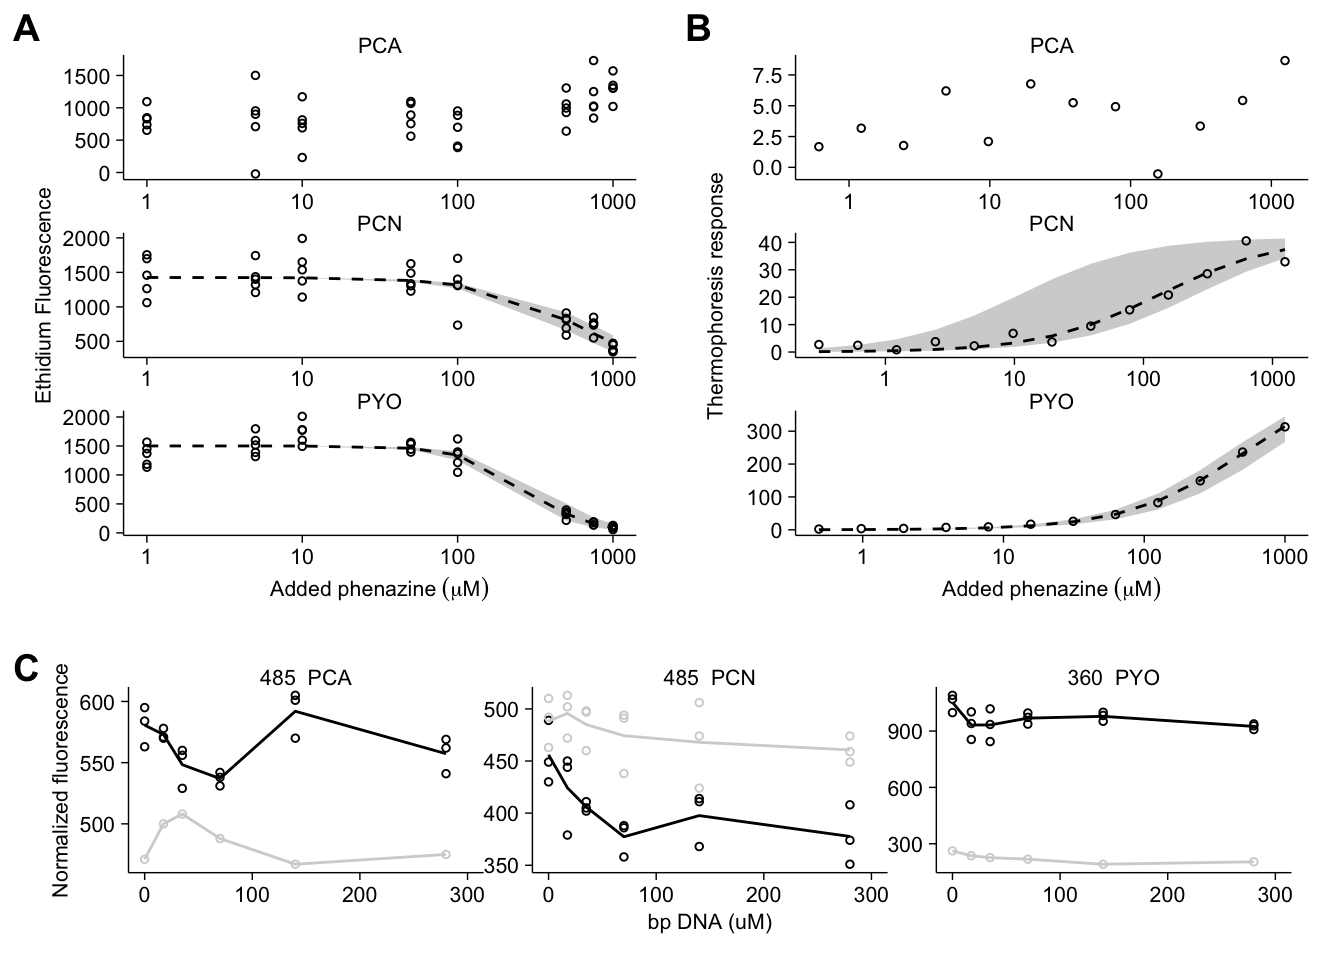 A
PCA
1500
1000
500
0
1 10 100 1000
PCN
2000
1500
1000
500
1 10 100 1000
PYO
2000
1500
1000
500
0
1 10 100 1000
Ethidium Fluorescence
Added phenazine (μM)
B
PCA
7.5
5.0
2.5
0.0
1 10 100 1000
PCN
40
30
20
10
0
1 10 100 1000
PYO
300
200
100
0
1 10 100 1000
Thermophoresis response
Added phenazine (μM)
C
Normalized fluorescence
485 PCA
600
550
500
0 100 200 300
485 PCN
500
450
400
350
0 100 200 300
360 PYO
900
600
300
0 100 200 300
bp DNA (uM)